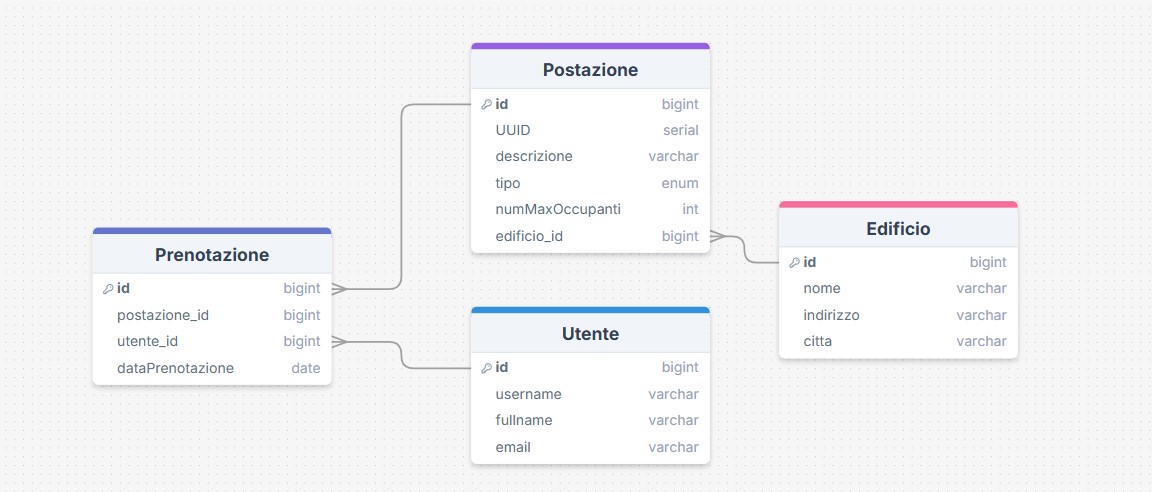 Postazione
id bigint
UUID serial
descrizione varchar
tipo enum
numMaxOccupanti int
edificio_id bigint
Edificio
id bigint
nome varchar
indirizzo varchar
citta varchar
Prenotazione
id bigint
postazione_id bigint
utente_id bigint
dataPrenotazione date
Utente
id bigint
username varchar
fullname varchar
email varchar